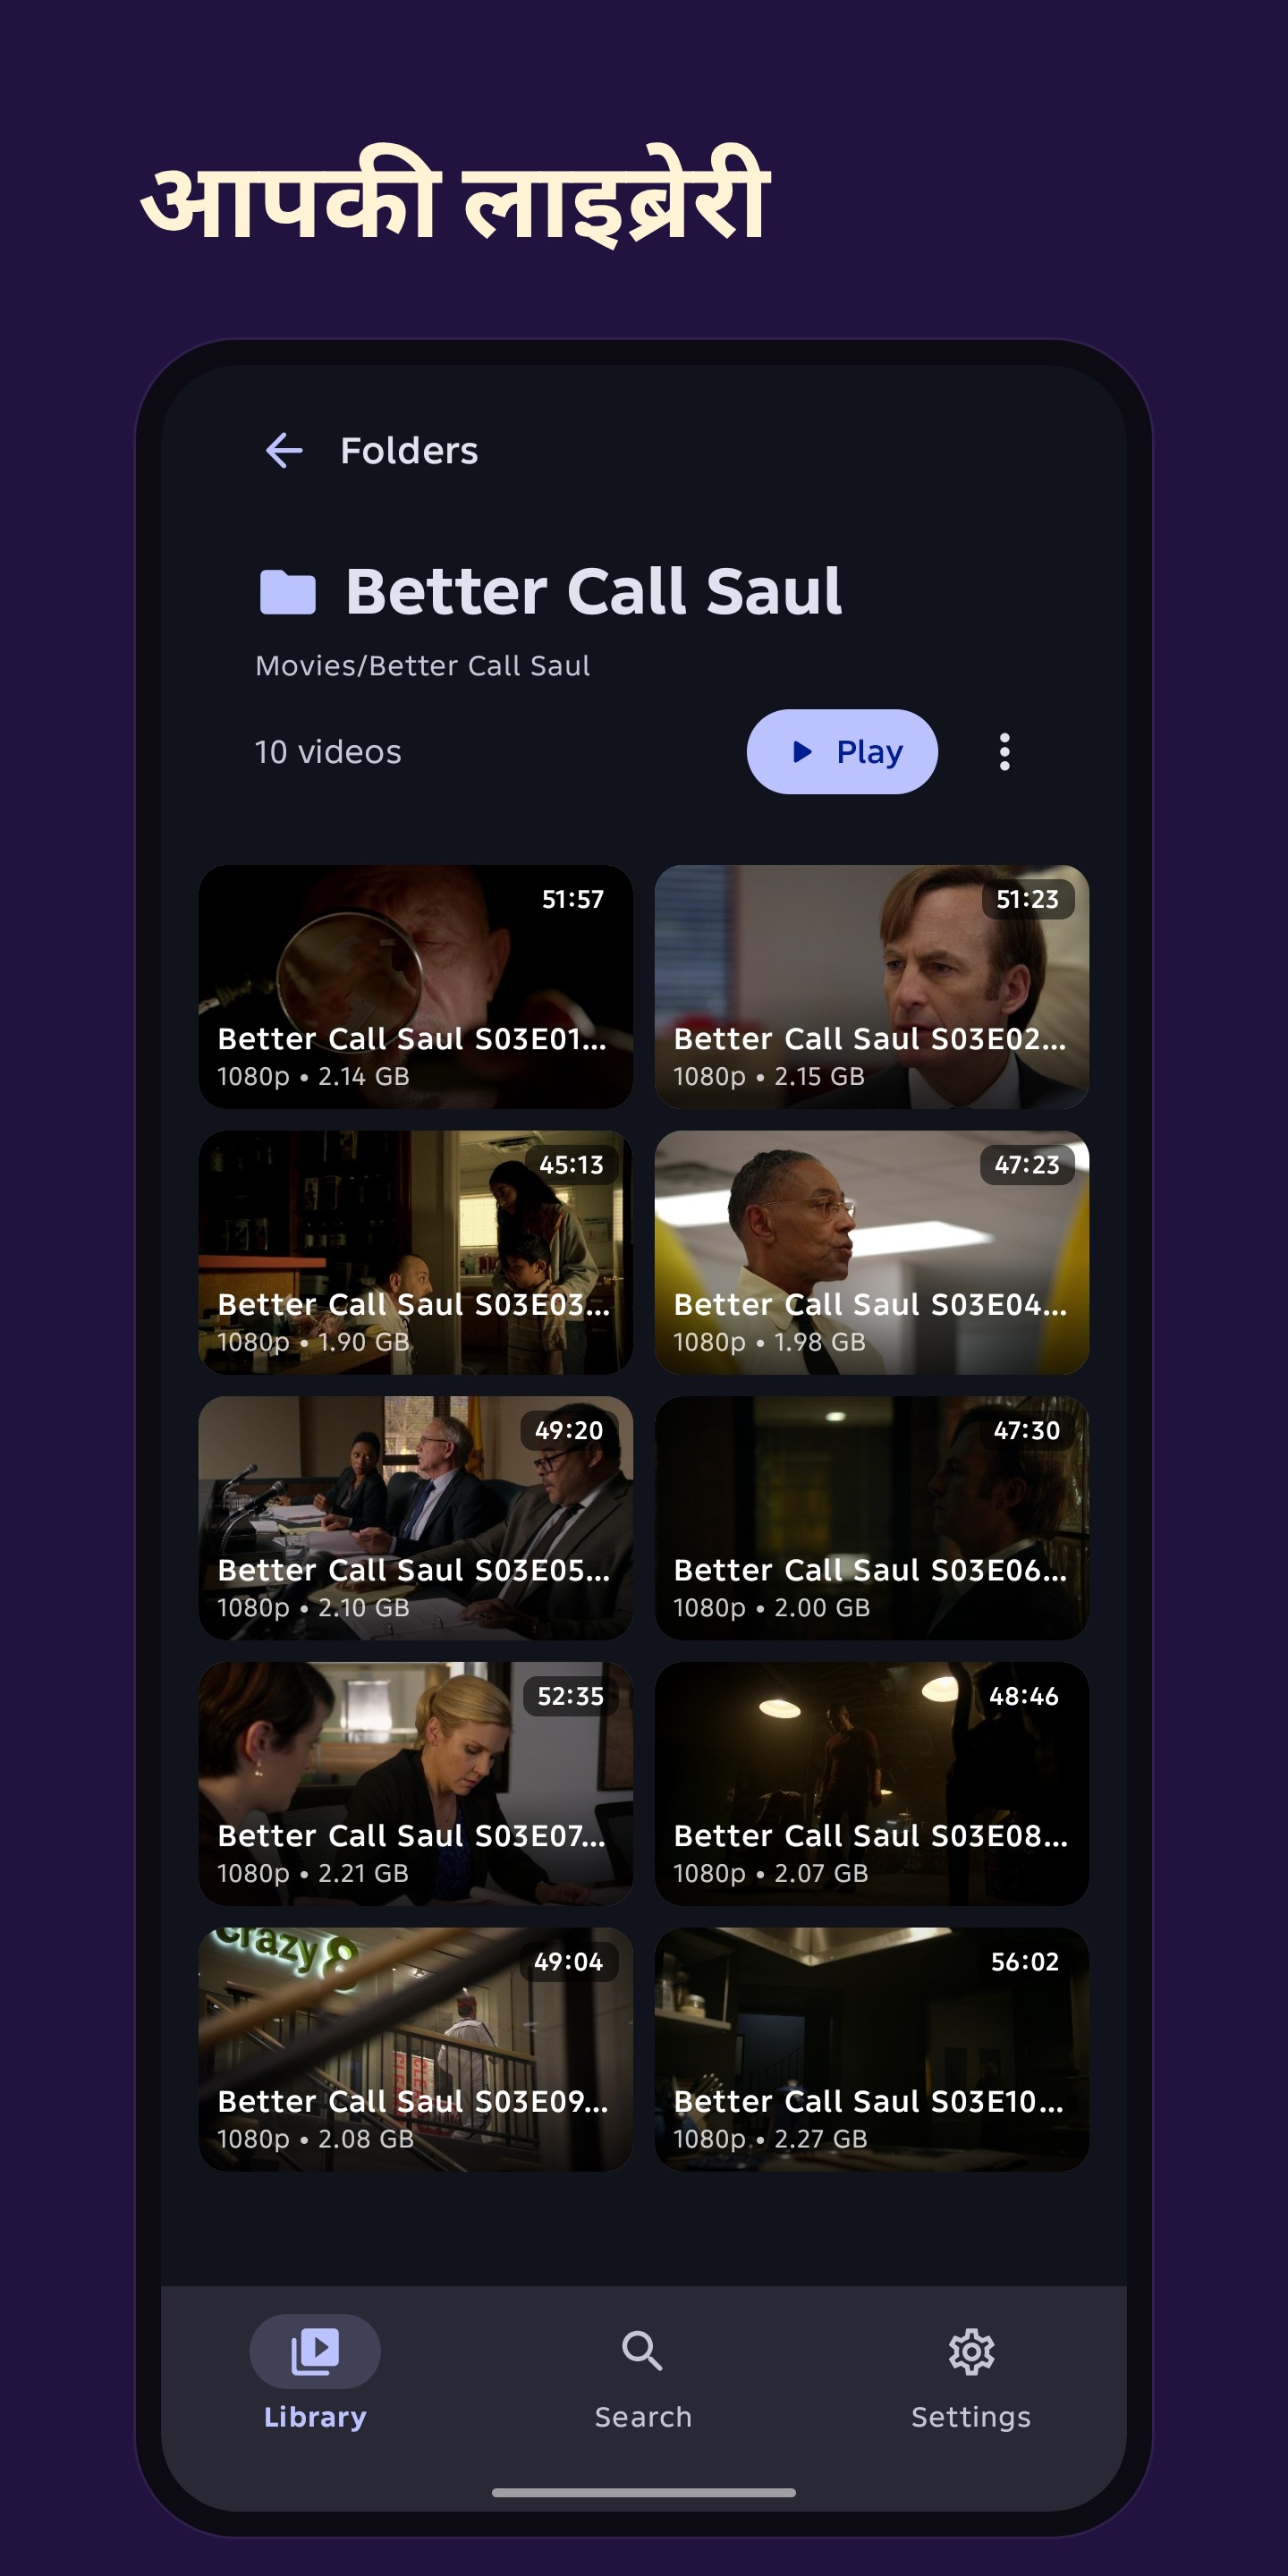 आपकी लाइब्रेरी
Folders
Better Call Saul
Movies/Better Call Saul
10 videos
Play
51:57
Better Call Saul S03E01...
1080p • 2.14 GB
51:23
Better Call Saul S03E02...
1080p • 2.15 GB
45:13
Better Call Saul S03E03...
1080p • 1.90 GB
47:23
Better Call Saul S03E04...
1080p • 1.98 GB
49:20
Better Call Saul S03E05...
1080p • 2.10 GB
47:30
Better Call Saul S03E06...
1080p • 2.00 GB
52:35
Better Call Saul S03E07...
1080p • 2.21 GB
48:46
Better Call Saul S03E08...
1080p • 2.07 GB
crazy 8
49:04
Better Call Saul S03E09...
1080p • 2.08 GB
56:02
Better Call Saul S03E10...
1080p • 2.27 GB
Library
Search
Settings